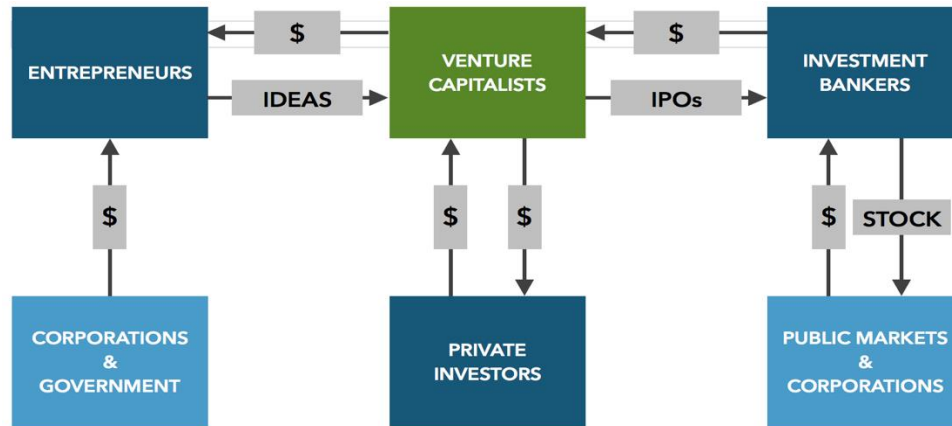 $
$
ENTREPRENEURS
VENTURE
CAPITALISTS
INVESTMENT
BANKERS
IDEAS
IPOs
$
$
$
$
STOCK
CORPORATIONS
&
GOVERNMENT
PRIVATE
INVESTORS
PUBLIC MARKETS
&
CORPORATIONS